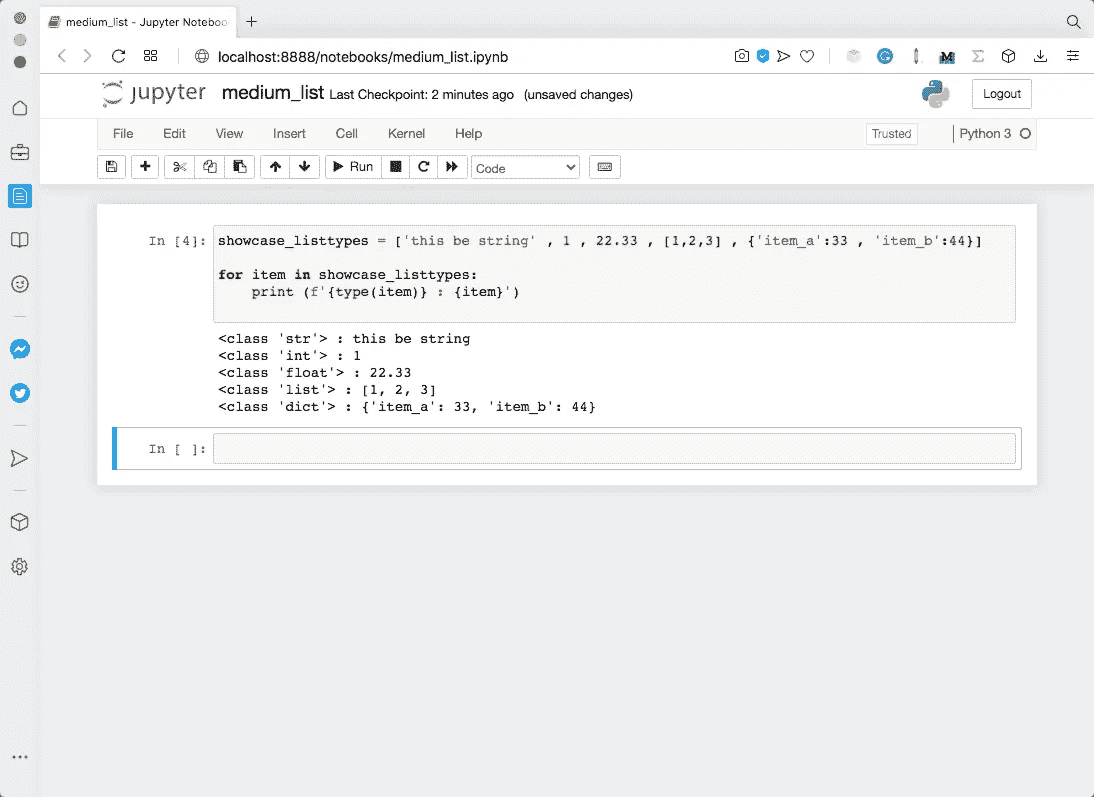 medium_list - Jupyter Noteboo
localhost:8888/notebooks/medium_list.ipynb
jupyter medium_list Last Checkpoint: 2 minutes ago (unsaved changes)
Logout
File Edit View Insert Cell Kernel Help
Trusted
Python 3
Run
Code
In [4]: showcase_listtypes = ['this be string' , 1 , 22.33 , [1,2,3] , {'item_a':33 , 'item_b':44}]
for item in showcase_listtypes:
    print (f'{type(item)} : {item}')
<class 'str'> : this be string
<class 'int'> : 1
<class 'float'> : 22.33
<class 'list'> : [1, 2, 3]
<class 'dict'> : {'item_a': 33, 'item_b': 44}
In [ ]: